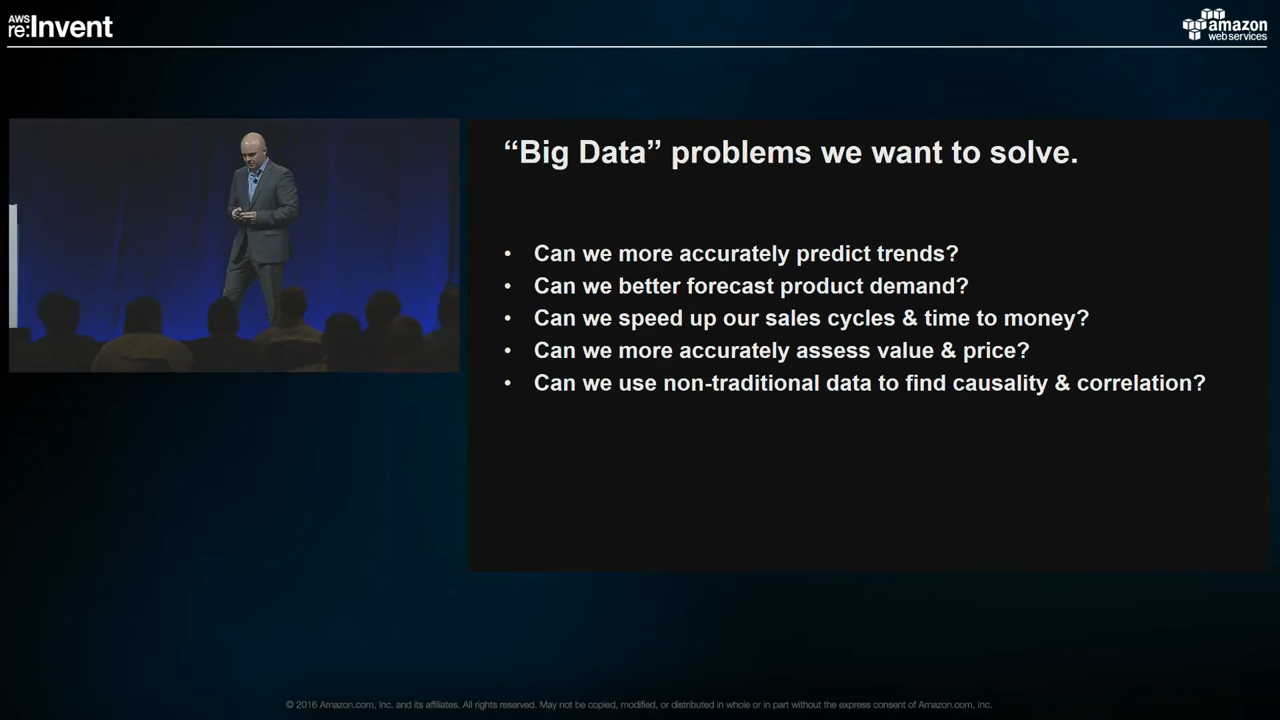 AWS
re:Invent
amazon
webservices
“Big Data” problems we want to solve.
• Can we more accurately predict trends?
• Can we better forecast product demand?
• Can we speed up our sales cycles & time to money?
• Can we more accurately assess value & price?
• Can we use non-traditional data to find causality & correlation?
© 2016 Amazon.com, Inc. and its affiliates. All rights reserved. May not be copied, modified, or distributed in whole or in part without the express consent of Amazon.com, Inc.